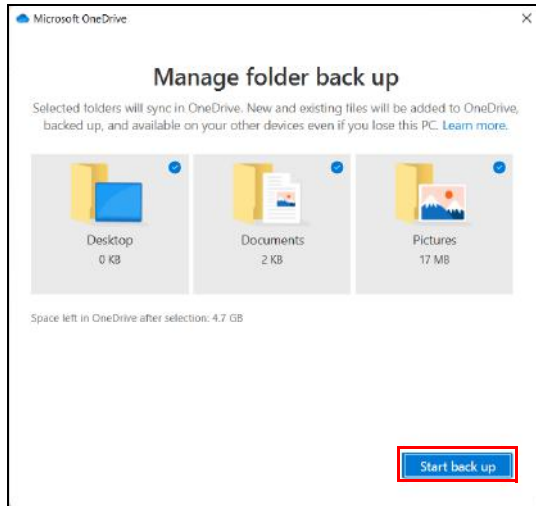 Microsoft OneDrive
Manage folder back up
Selected folders will sync in OneDrive. New and existing files will be added to OneDrive,
backed up, and available on your other devices even if you lose this PC. Learn more.
Desktop
0 KB
Documents
2 KB
Pictures
17 MB
Space left in OneDrive after selection: 4.7 GB
Start back up